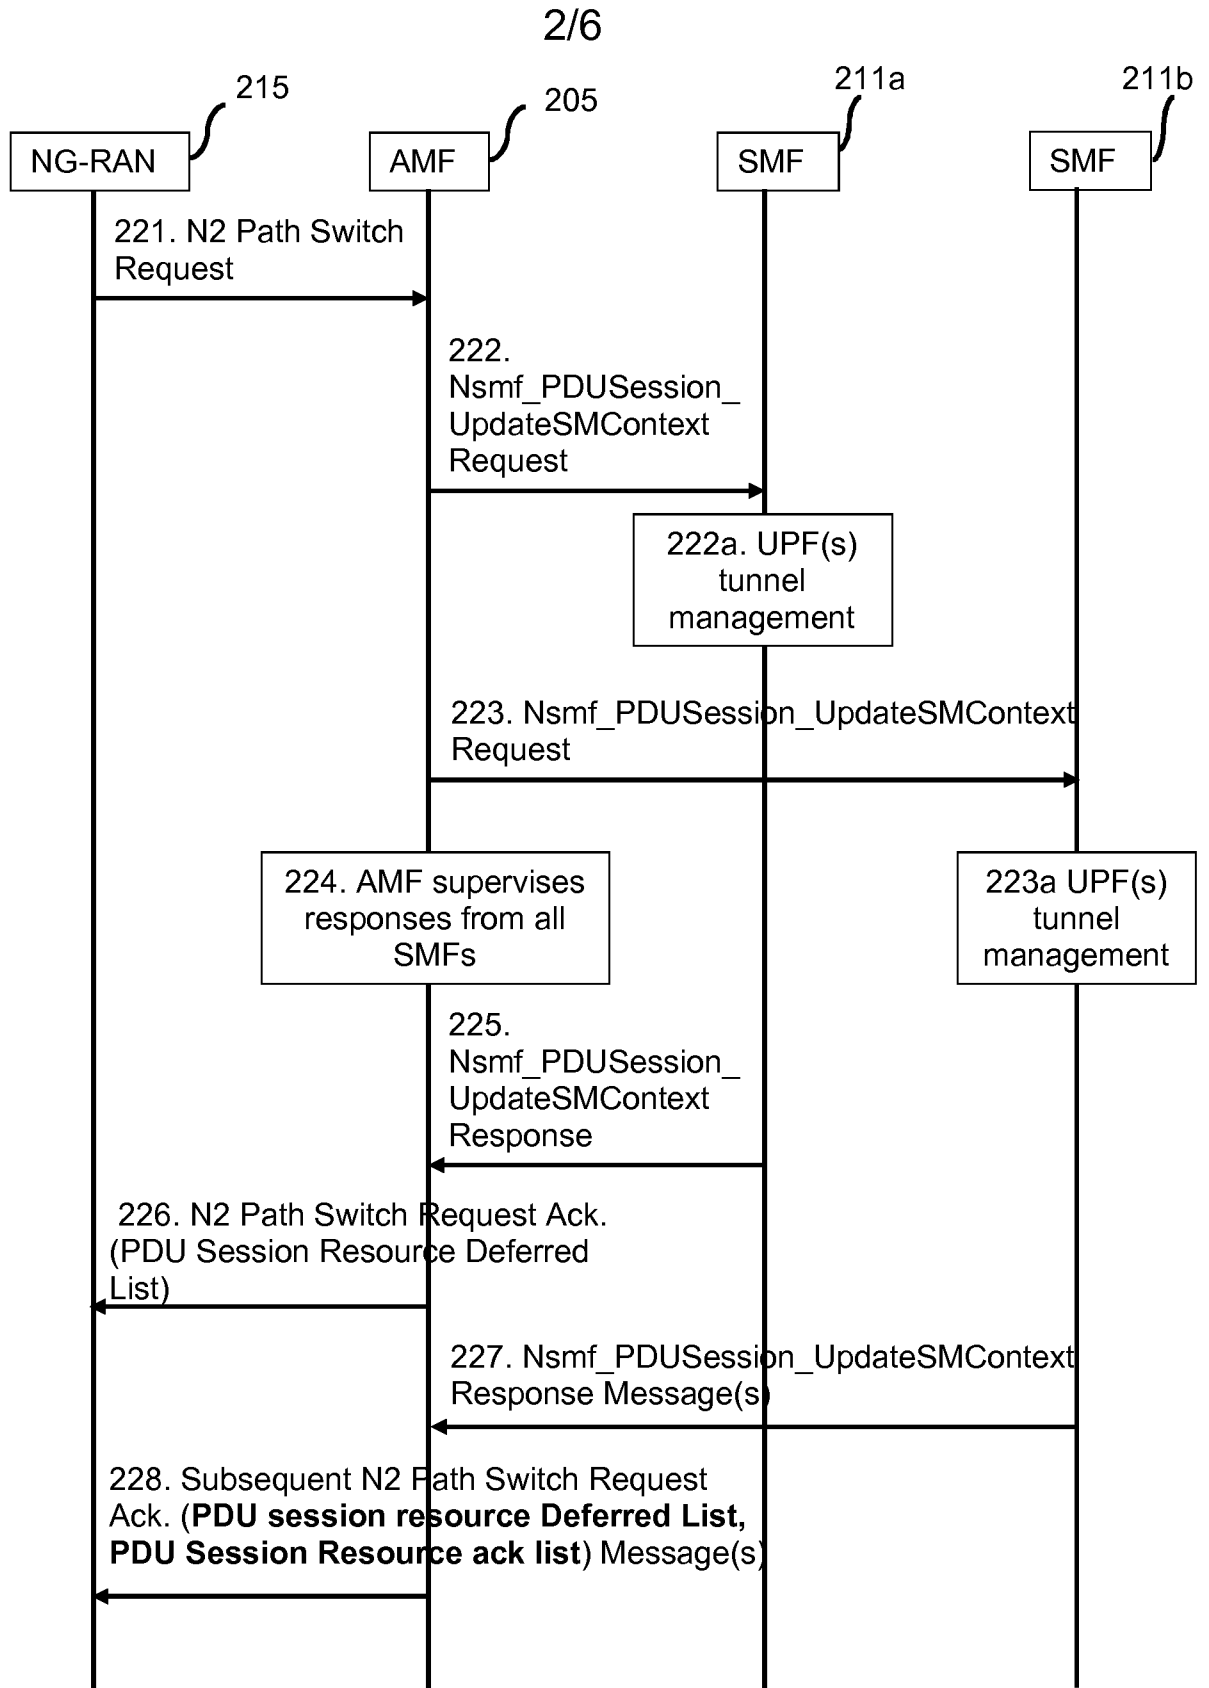 2/6
215
205
211a
211b
NG-RAN
AMF
SMF
SMF
221. N2 Path Switch
Request
222.
Nsmf_PDUSession_
UpdateSMContext
Request
222a. UPF(s)
tunnel
management
223. Nsmf_PDUSession_UpdateSMContext
Request
224. AMF supervises
responses from all
SMFs
223a UPF(s)
tunnel
management
225.
Nsmf_PDUSession_
UpdateSMContext
Response
226. N2 Path Switch Request Ack.
(PDU Session Resource Deferred
List)
227. Nsmf_PDUSession_UpdateSMContext
Response Message(s)
228. Subsequent N2 Path Switch Request
Ack. (PDU session resource Deferred List,
PDU Session Resource ack list) Message(s)